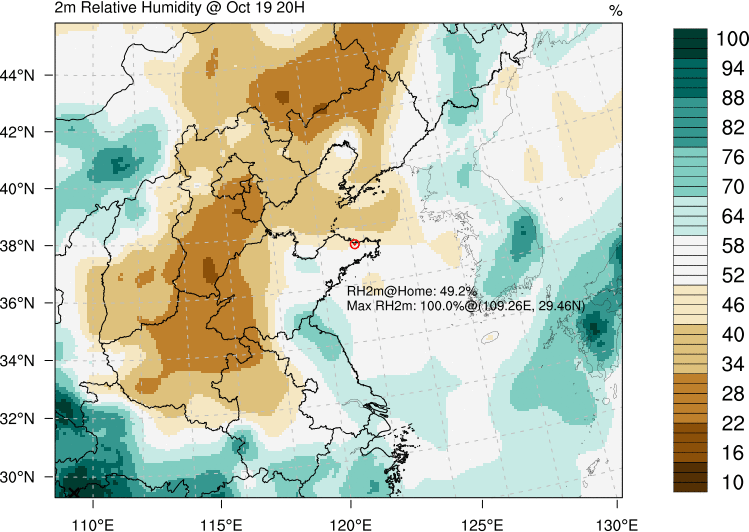 2m Relative Humidity @ Oct 19 20H
%
44°N
42°N
40°N
38°N
36°N
34°N
32°N
30°N
RH2m@Home: 49.2%
Max RH2m: 100.0%@(109.26E, 29.46N)
110°E
115°E
120°E
125°E
130°E
100
94
88
82
76
70
64
58
52
46
40
34
28
22
16
10